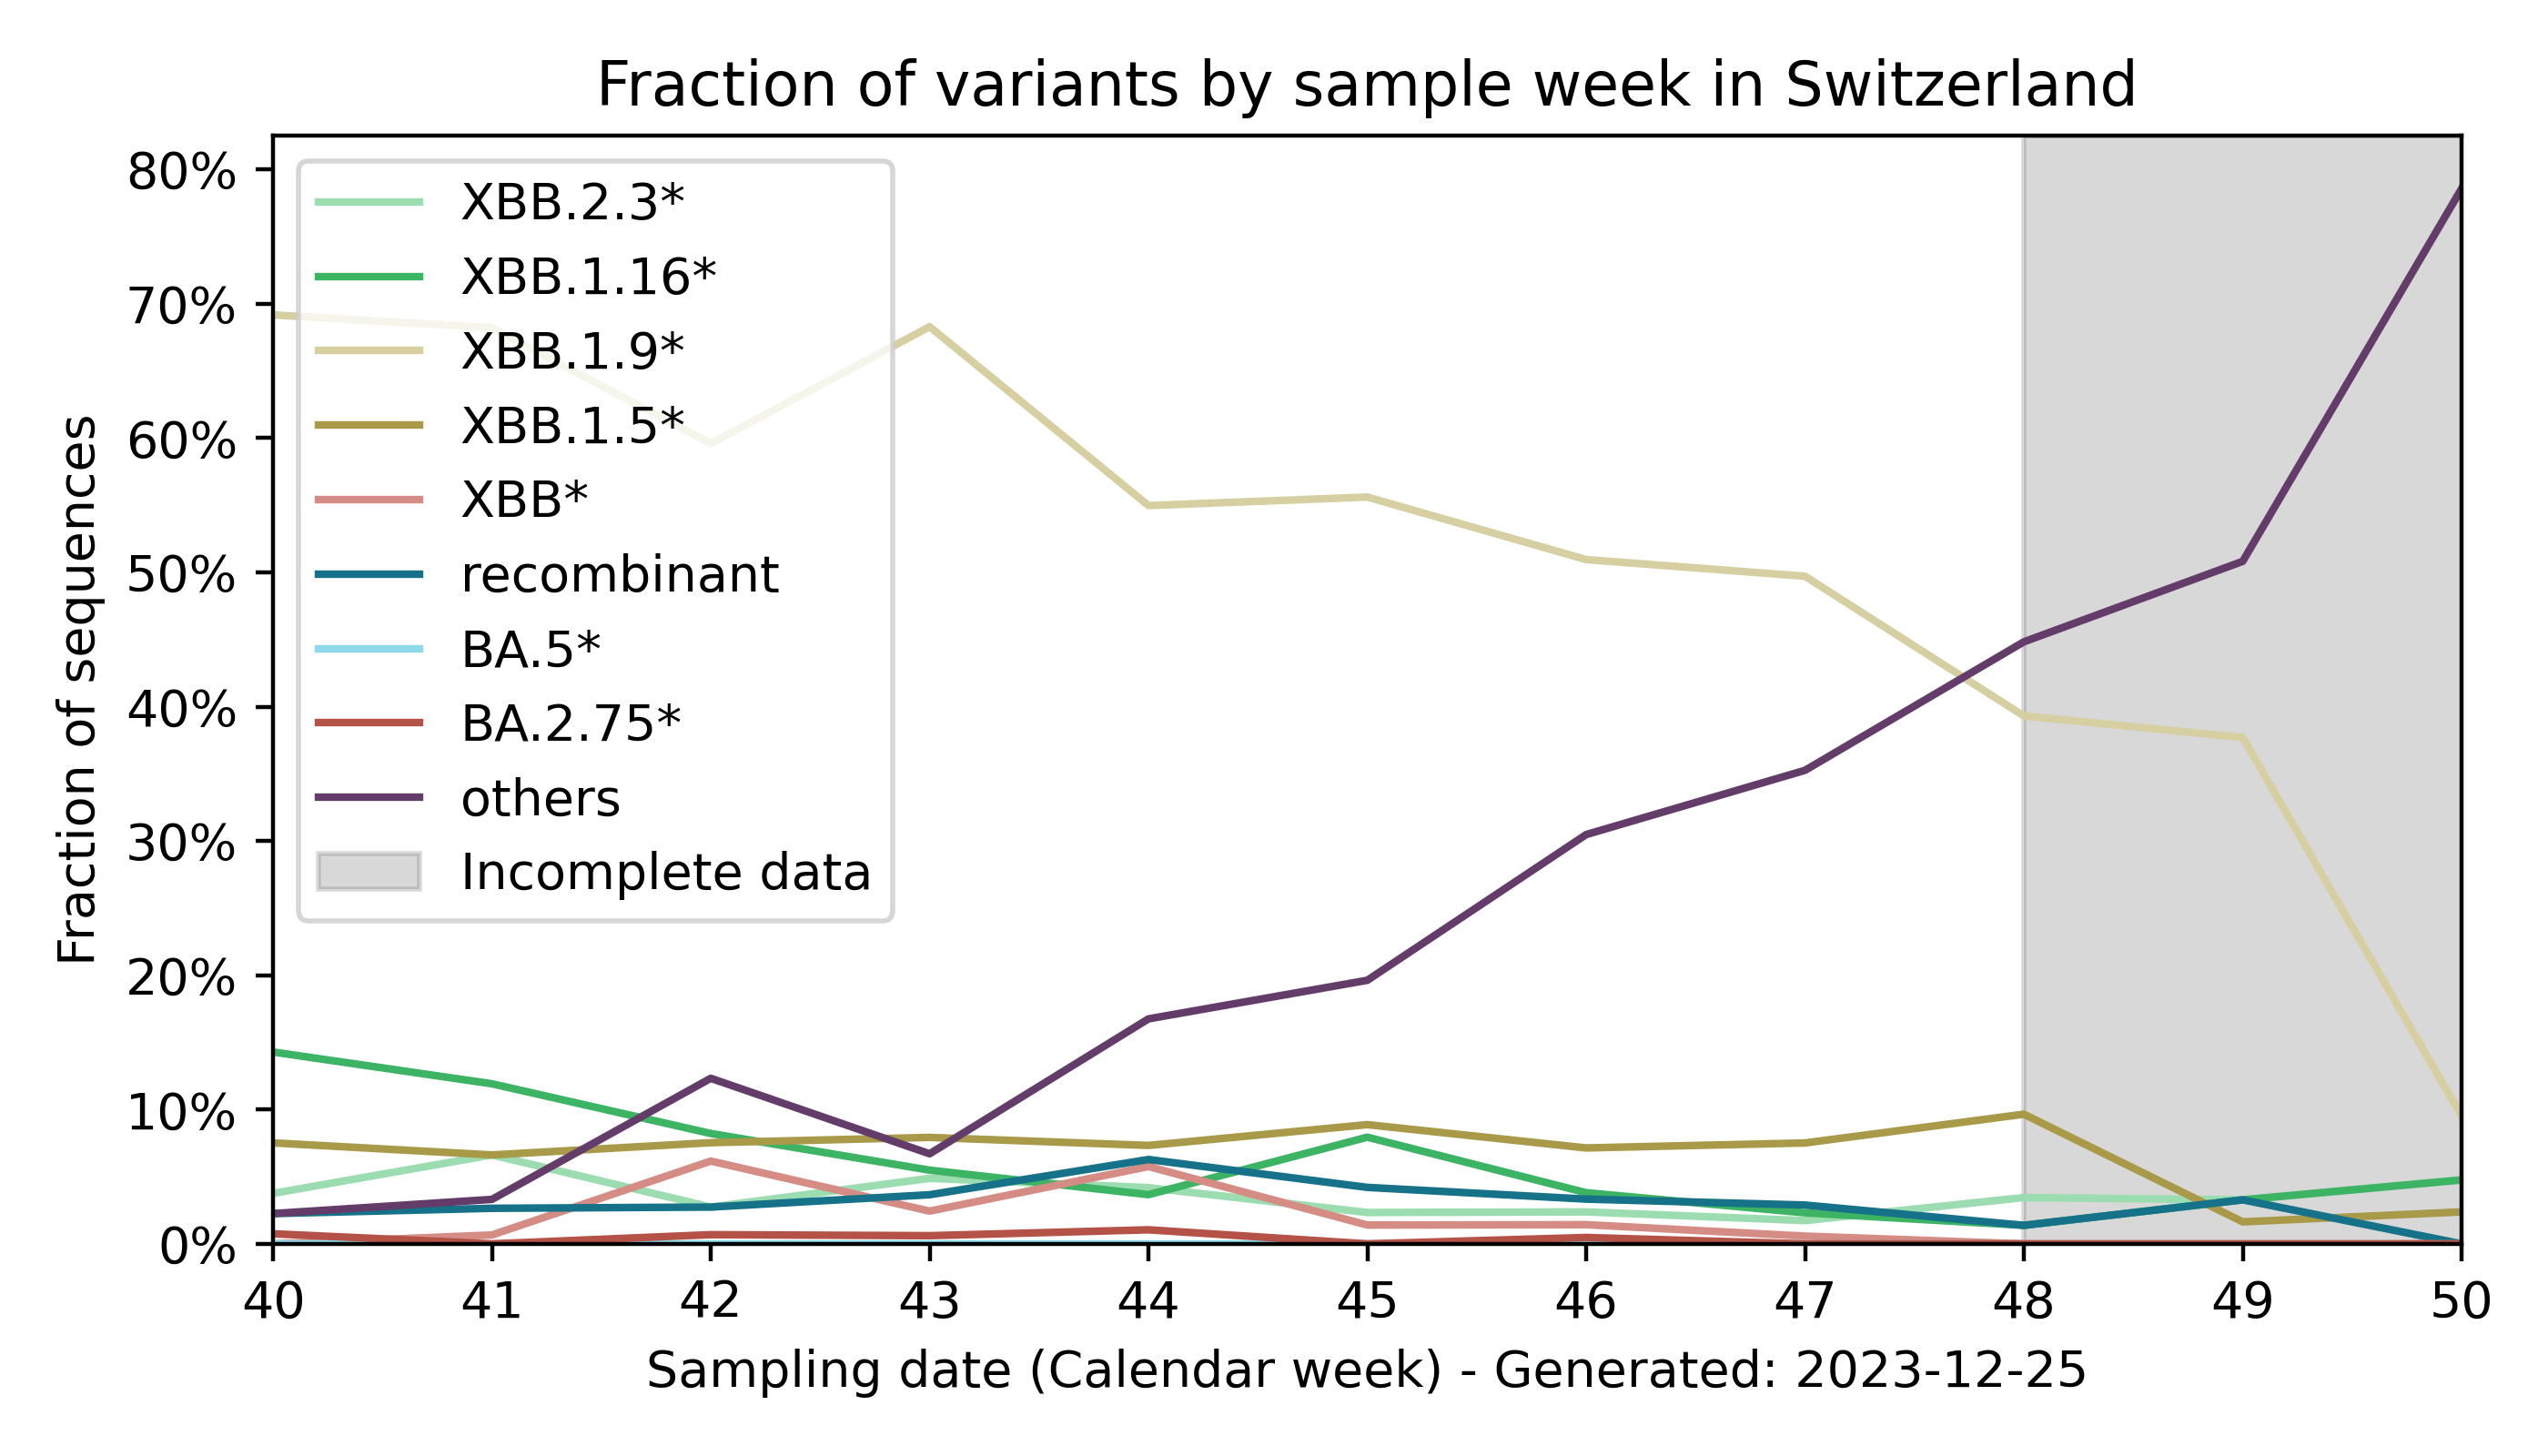 Fraction of variants by sample week in Switzerland
80%
70%
60%
50%
40%
30%
20%
10%
0%
Fraction of sequences
XBB.2.3*
XBB.1.16*
XBB.1.9*
XBB.1.5*
XBB*
recombinant
BA.5*
BA.2.75*
others
Incomplete data
40 41 42 43 44 45 46 47 48 49 50
Sampling date (Calendar week) - Generated: 2023-12-25